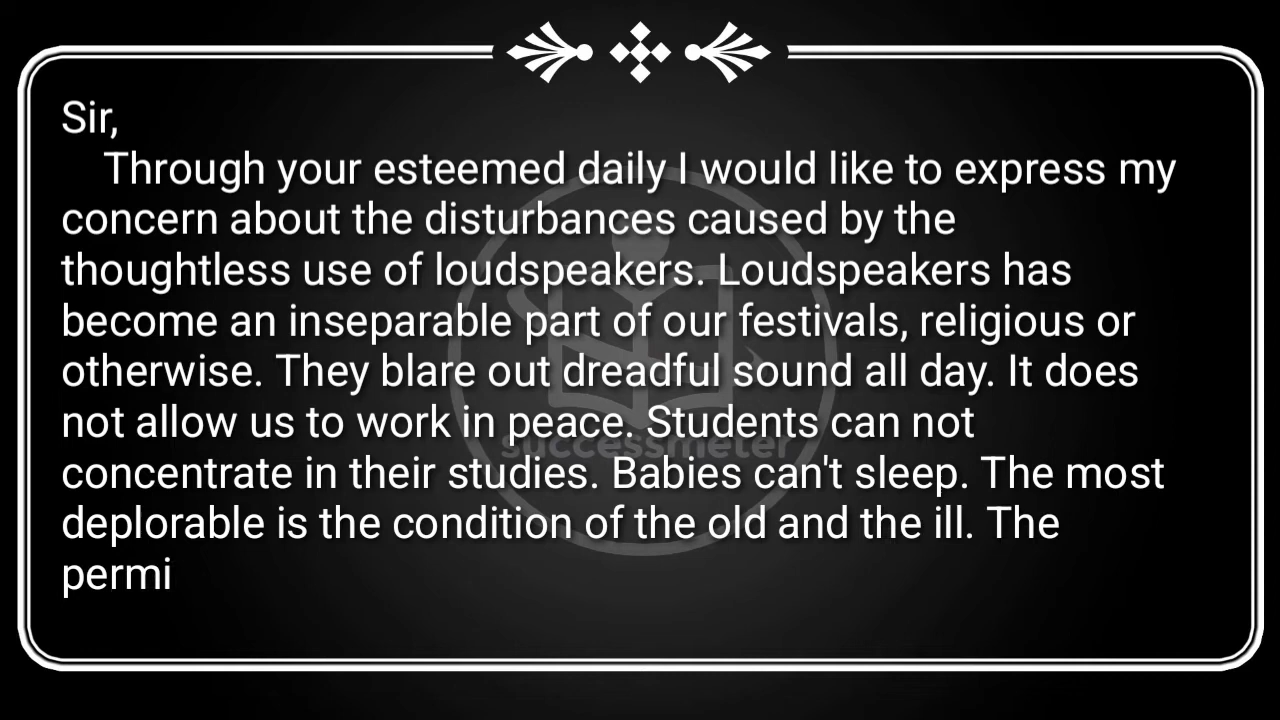 Sir,
Through your esteemed daily I would like to express my
concern about the disturbances caused by the
thoughtless use of loudspeakers. Loudspeakers has
become an inseparable part of our festivals, religious or
otherwise. They blare out dreadful sound all day. It does
not allow us to work in peace. Students can not
successmeter
concentrate in their studies. Babies can't sleep. The most
deplorable is the condition of the old and the ill. The
permi